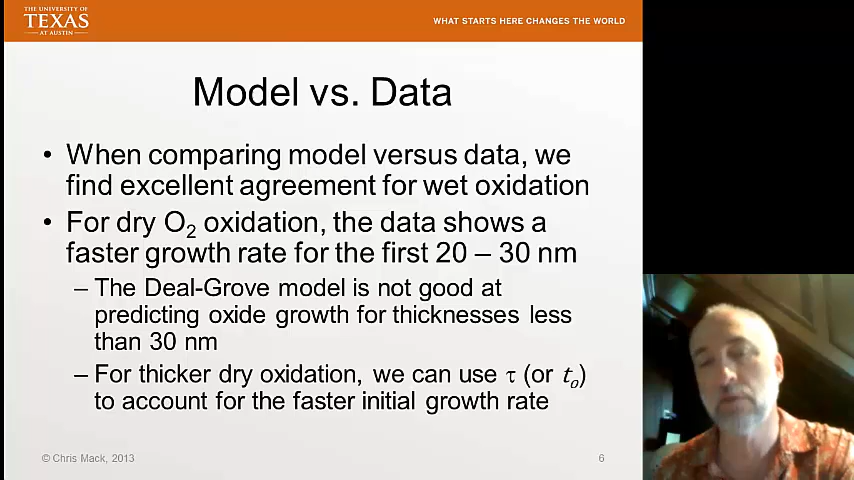 THE UNIVERSITY OF
TEXAS
AT AUSTIN
WHAT STARTS HERE CHANGES THE WORLD
Model vs. Data
• When comparing model versus data, we
find excellent agreement for wet oxidation
• For dry O₂ oxidation, the data shows a
faster growth rate for the first 20 – 30 nm
– The Deal-Grove model is not good at
predicting oxide growth for thicknesses less
than 30 nm
– For thicker dry oxidation, we can use τ (or tₒ)
to account for the faster initial growth rate
© Chris Mack, 2013
6